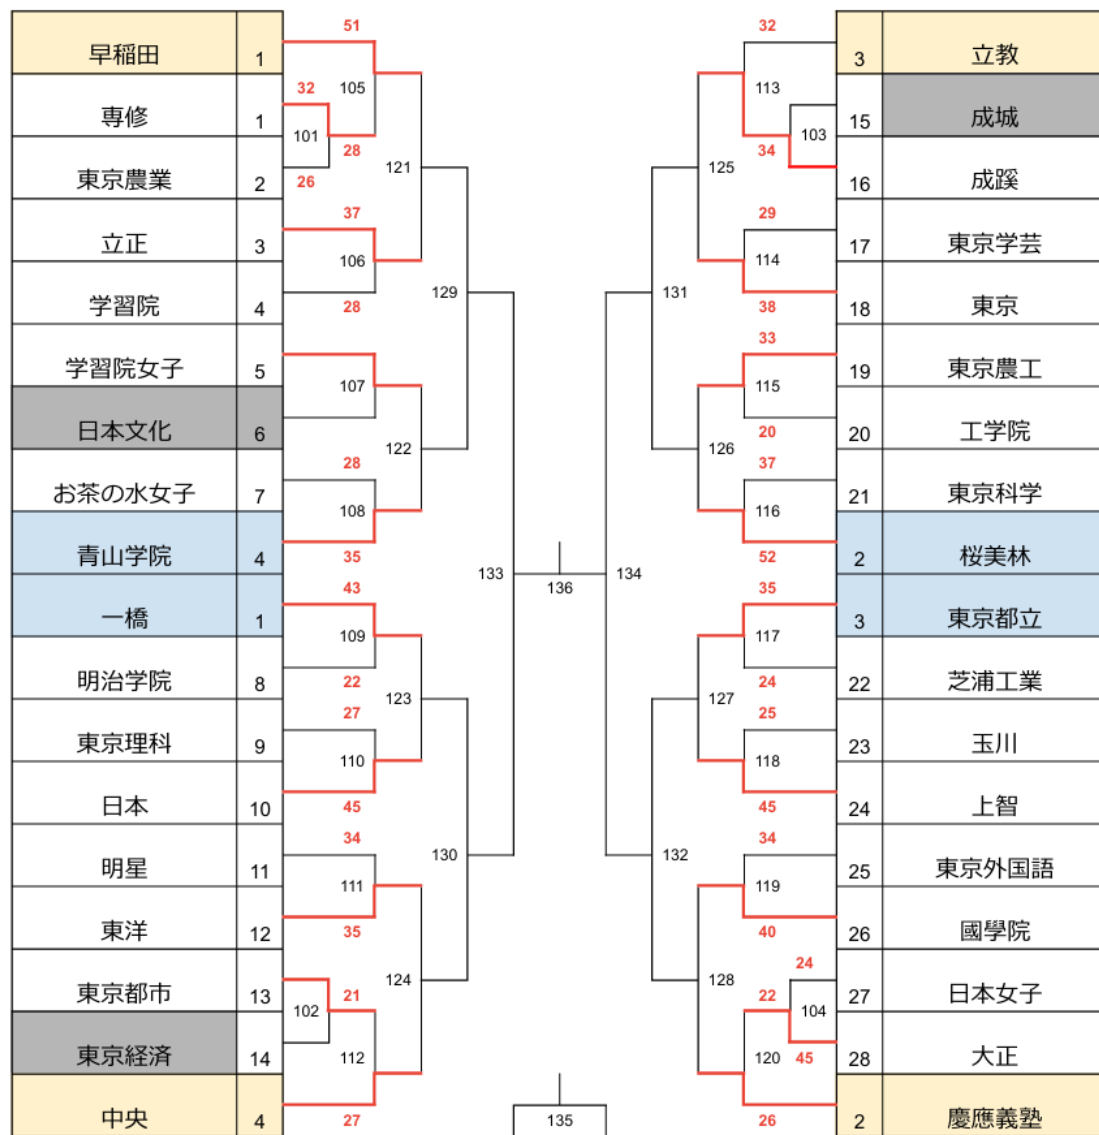 51
32
早稲田 1
3 立教
32
105
113
専修 1
15 成城
101
103
28
34
121
125
東京農業 2
16 成蹊
26
37
29
立正 3
17 東京学芸
106
114
129
131
学習院 4
18 東京
28
38
33
学習院女子 5
19 東京農工
107
115
日本文化 6
20 工学院
122
126
28
20
37
お茶の水女子 7
21 東京科学
108
116
青山学院 4
2 桜美林
35
52
133
136
134
43
35
一橋 1
3 東京都立
109
117
明治学院 8
22 芝浦工業
22
24
123
127
27
25
東京理科 9
23 玉川
110
118
日本 10
24 上智
45
45
34
34
130
132
明星 11
25 東京外国語
111
119
東洋 12
26 國學院
35
40
124
128
24
東京都市 13
27 日本女子
21
22
102
104
東京経済 14
28 大正
112
120
45
中央 4
2 慶應義塾
27
135
26